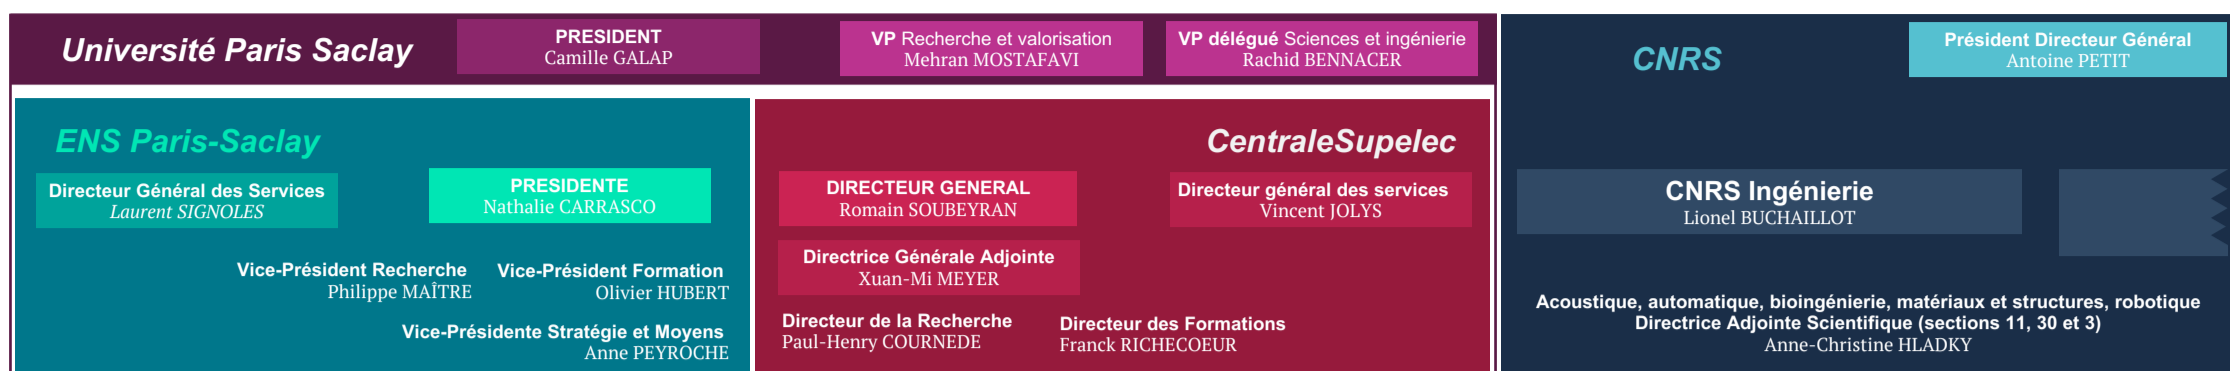 Université Paris Saclay
PRESIDENT
Camille GALAP
VP Recherche et valorisation
Mehran MOSTAFAVI
VP délégué Sciences et ingénierie
Rachid BENNACER
CNRS
Président Directeur Général
Antoine PETIT
ENS Paris-Saclay
Directeur Général des Services
Laurent SIGNOLES
PRESIDENTE
Nathalie CARRASCO
Vice-Président Recherche
Philippe MAÎTRE
Vice-Président Formation
Olivier HUBERT
Vice-Présidente Stratégie et Moyens
Anne PEYROCHE
CentraleSupelec
DIRECTEUR GENERAL
Romain SOUBEYRAN
Directeur général des services
Vincent JOLYS
Directrice Générale Adjointe
Xuan-Mi MEYER
Directeur de la Recherche
Paul-Henry COURNEDE
Directeur des Formations
Franck RICHECOEUR
CNRS Ingénierie
Lionel BUCHAILLOT
Acoustique, automatique, bioingénierie, matériaux et structures, robotique
Directrice Adjointe Scientifique (sections 11, 30 et 3)
Anne-Christine HLADKY